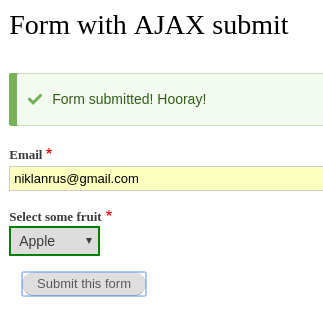 Form with AJAX submit
Form submitted! Hooray!
Email *
niklanrus@gmail.com
Select some fruit *
Apple
Submit this form